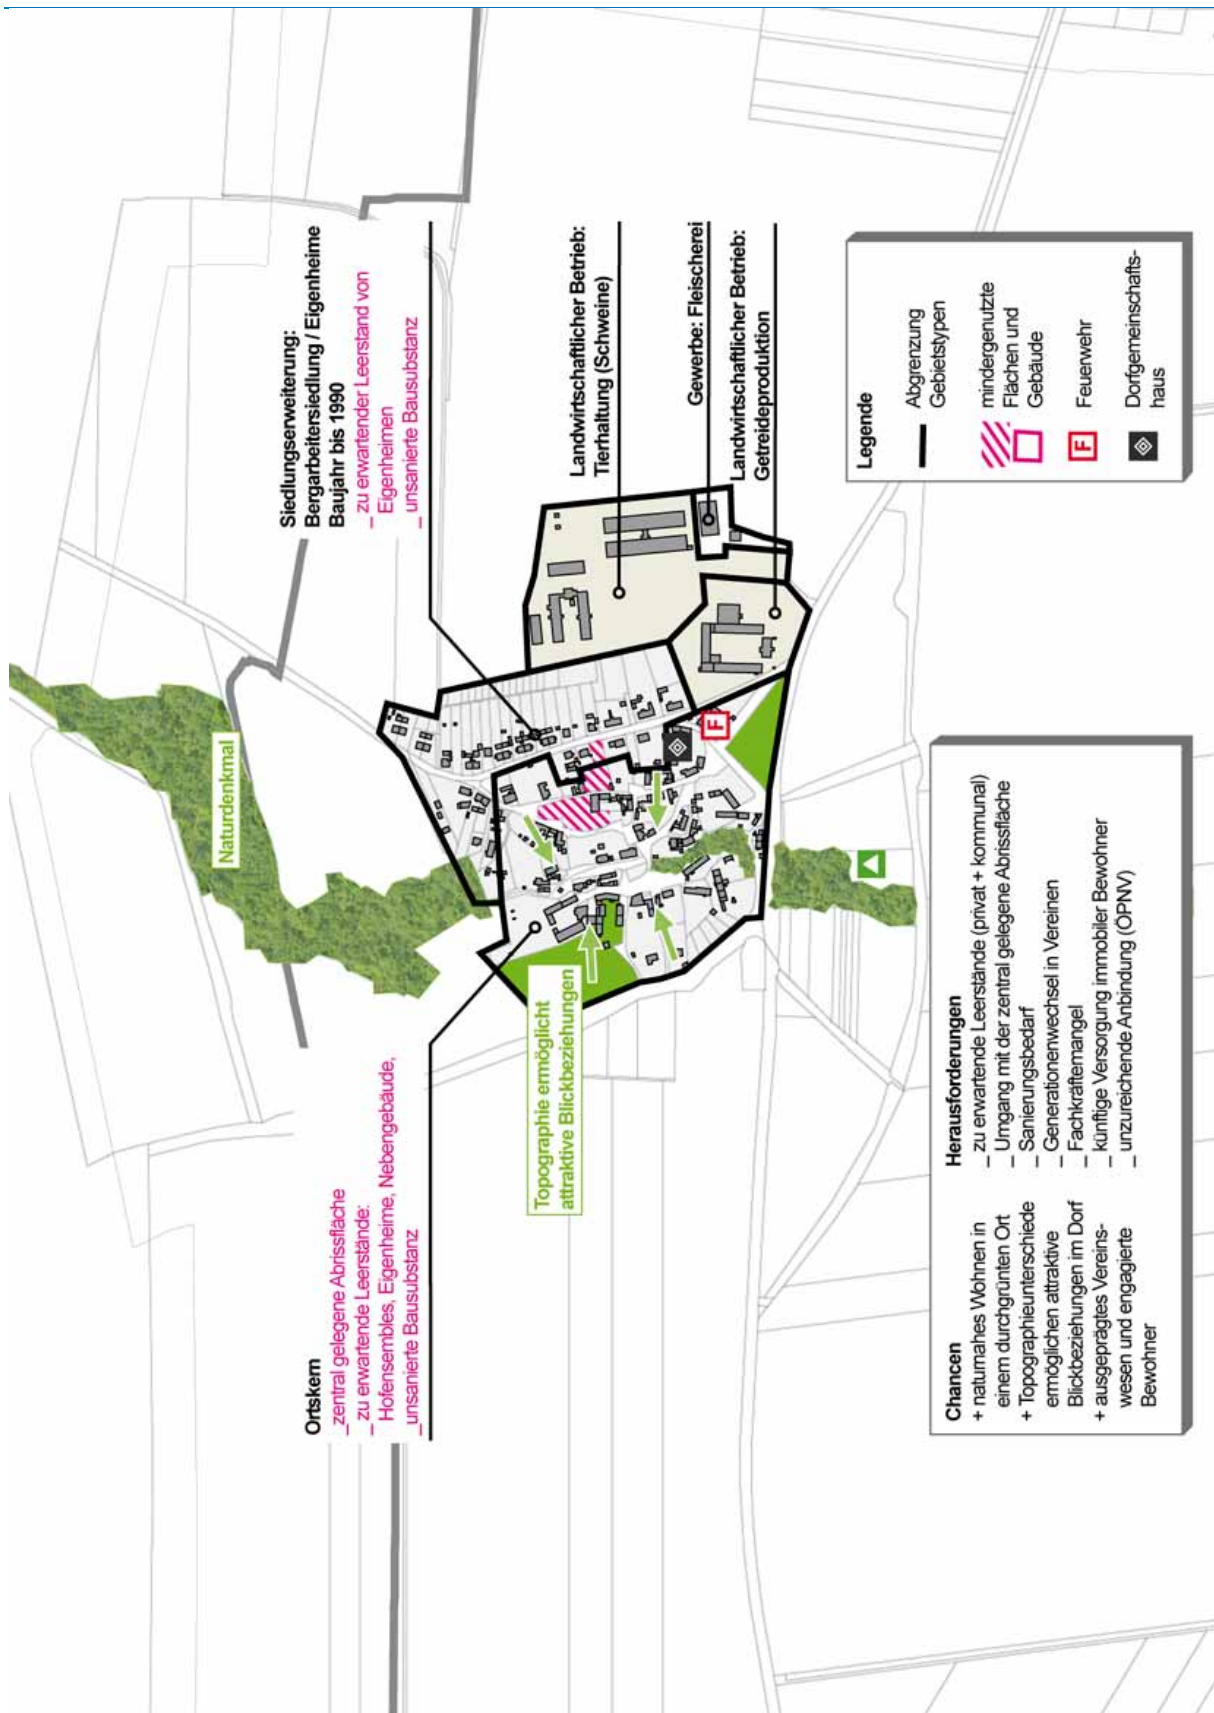 Ortskern
_zentral gelegene Abrissfläche
_ zu erwartende Leerstände:
Hofensembles, Eigenheime, Nebengebäude,
_unsanierte Bausubstanz
Siedlungserweiterung:
Bergarbeitersiedlung / Eigenheime
Baujahr bis 1990
_ zu erwartender Leerstand von
Eigenheimen
_ unsanierte Bausubstanz
Naturdenkmal
Topographie ermöglicht
attraktive Blickbeziehungen
Landwirtschaftlicher Betrieb:
Tierhaltung (Schweine)
Gewerbe: Fleischerei
Landwirtschaftlicher Betrieb:
Getreideproduktion
F
Chancen
+ naturnahes Wohnen in
einem durchgrünten Ort
+ Topographieunterschiede
ermöglichen attraktive
Blickbeziehungen im Dorf
+ ausgeprägtes Vereins-
wesen und engagierte
Bewohner
Herausforderungen
_ zu erwartende Leerstände (privat + kommunal)
_ Umgang mit der zentral gelegene Abrissfläche
_ Sanierungsbedarf
_ Generationenwechsel in Vereinen
_ Fachkräftemangel
_ künftige Versorgung immobiler Bewohner
_ unzureichende Anbindung (ÖPNV)
Legende
Abgrenzung
Gebietstypen
mindergenutzte
Flächen und
Gebäude
F
Feuerwehr
Dorfgemeinschafts-
haus